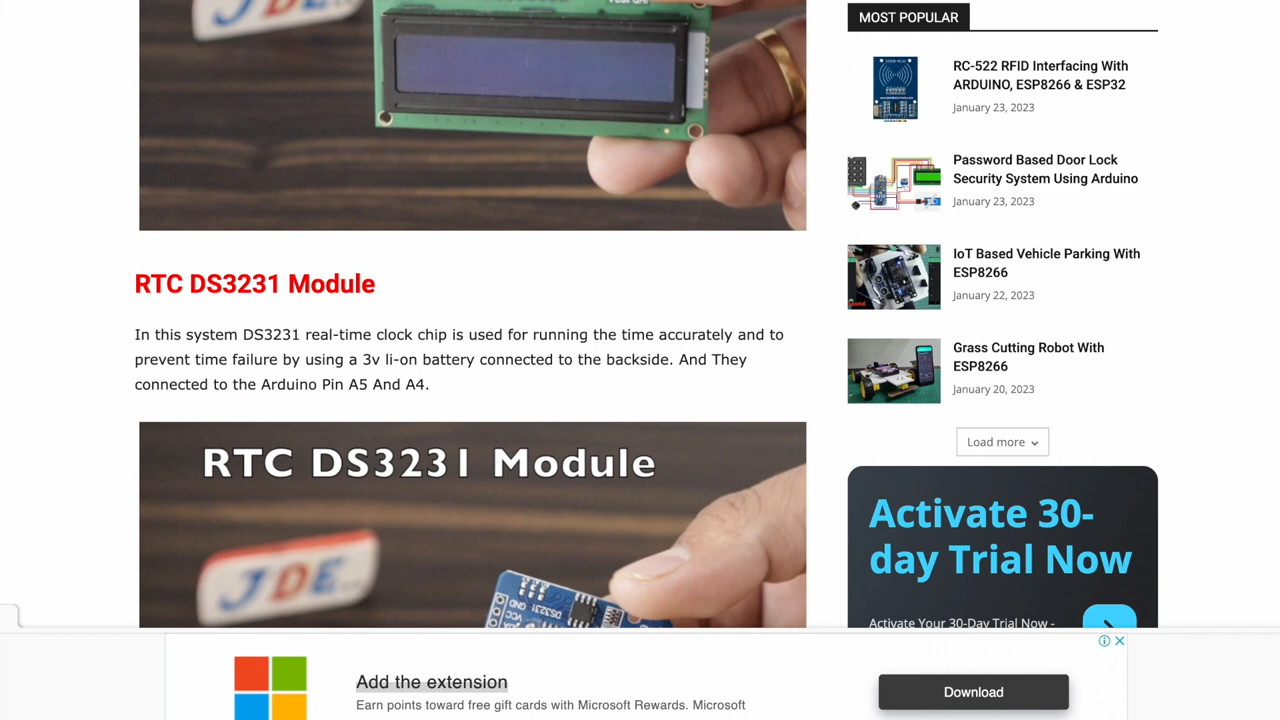 MOST POPULAR
RC-522 RFID Interfacing With
ARDUINO, ESP8266 & ESP32
January 23, 2023
Password Based Door Lock
Security System Using Arduino
January 23, 2023
IoT Based Vehicle Parking With
ESP8266
January 22, 2023
Grass Cutting Robot With
ESP8266
January 20, 2023
Load more
RTC DS3231 Module
In this system DS3231 real-time clock chip is used for running the time accurately and to
prevent time failure by using a 3v li-on battery connected to the backside. And They
connected to the Arduino Pin A5 And A4.
RTC DS3231 Module
JDE
DS3231
GND
VCC
Activate 30-
day Trial Now
Activate Your 30-Day Trial Now -
Add the extension
Earn points toward free gift cards with Microsoft Rewards. Microsoft
Download